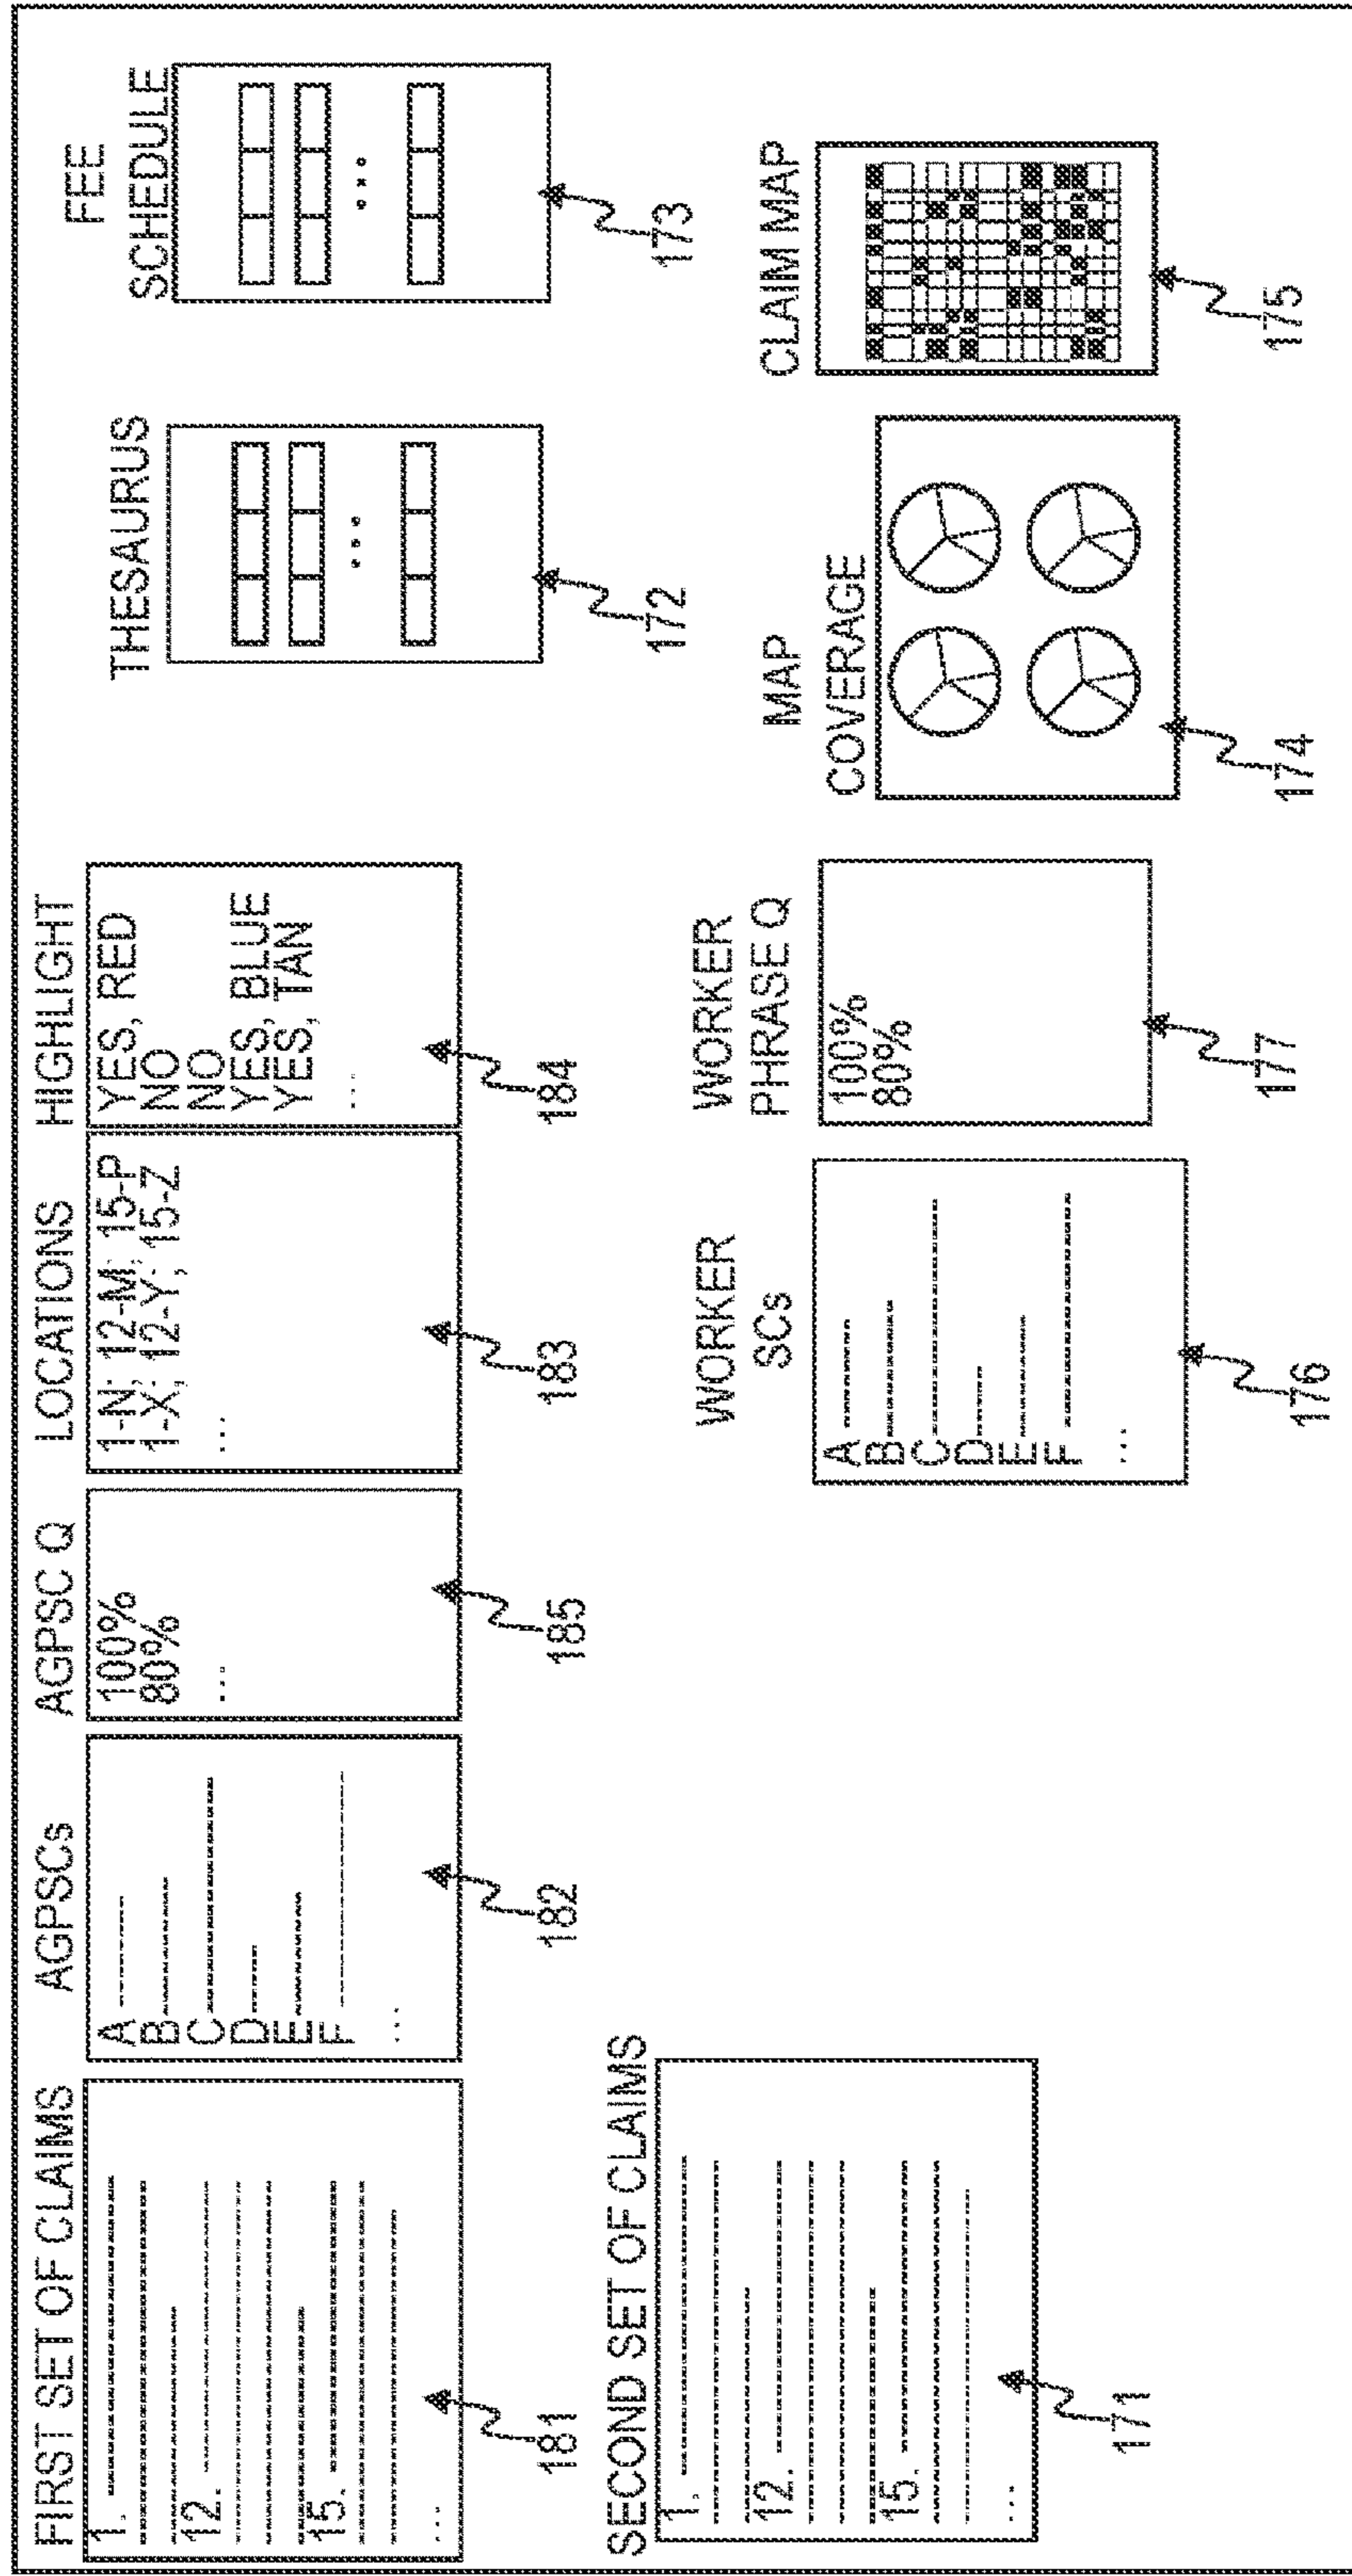 FIRST SET OF CLAIMS
1.
12.
15.
...
181
AGPSCs
A
B
C
D
E
F
...
182
AGPSC Q
100%
80%
...
185
LOCATIONS
1-N; 12-M; 15-P
1-X; 12-Y; 15-Z
...
183
HIGHLIGHT
YES, RED
NO
NO
YES, BLUE
YES, TAN
...
184
THESAURUS
...
172
FEE
SCHEDULE
...
173
SECOND SET OF CLAIMS
1.
12.
15.
...
171
WORKER
SCs
A
B
C
D
E
F
...
176
WORKER
PHRASE Q
100%
80%
177
MAP
COVERAGE
174
CLAIM MAP
175